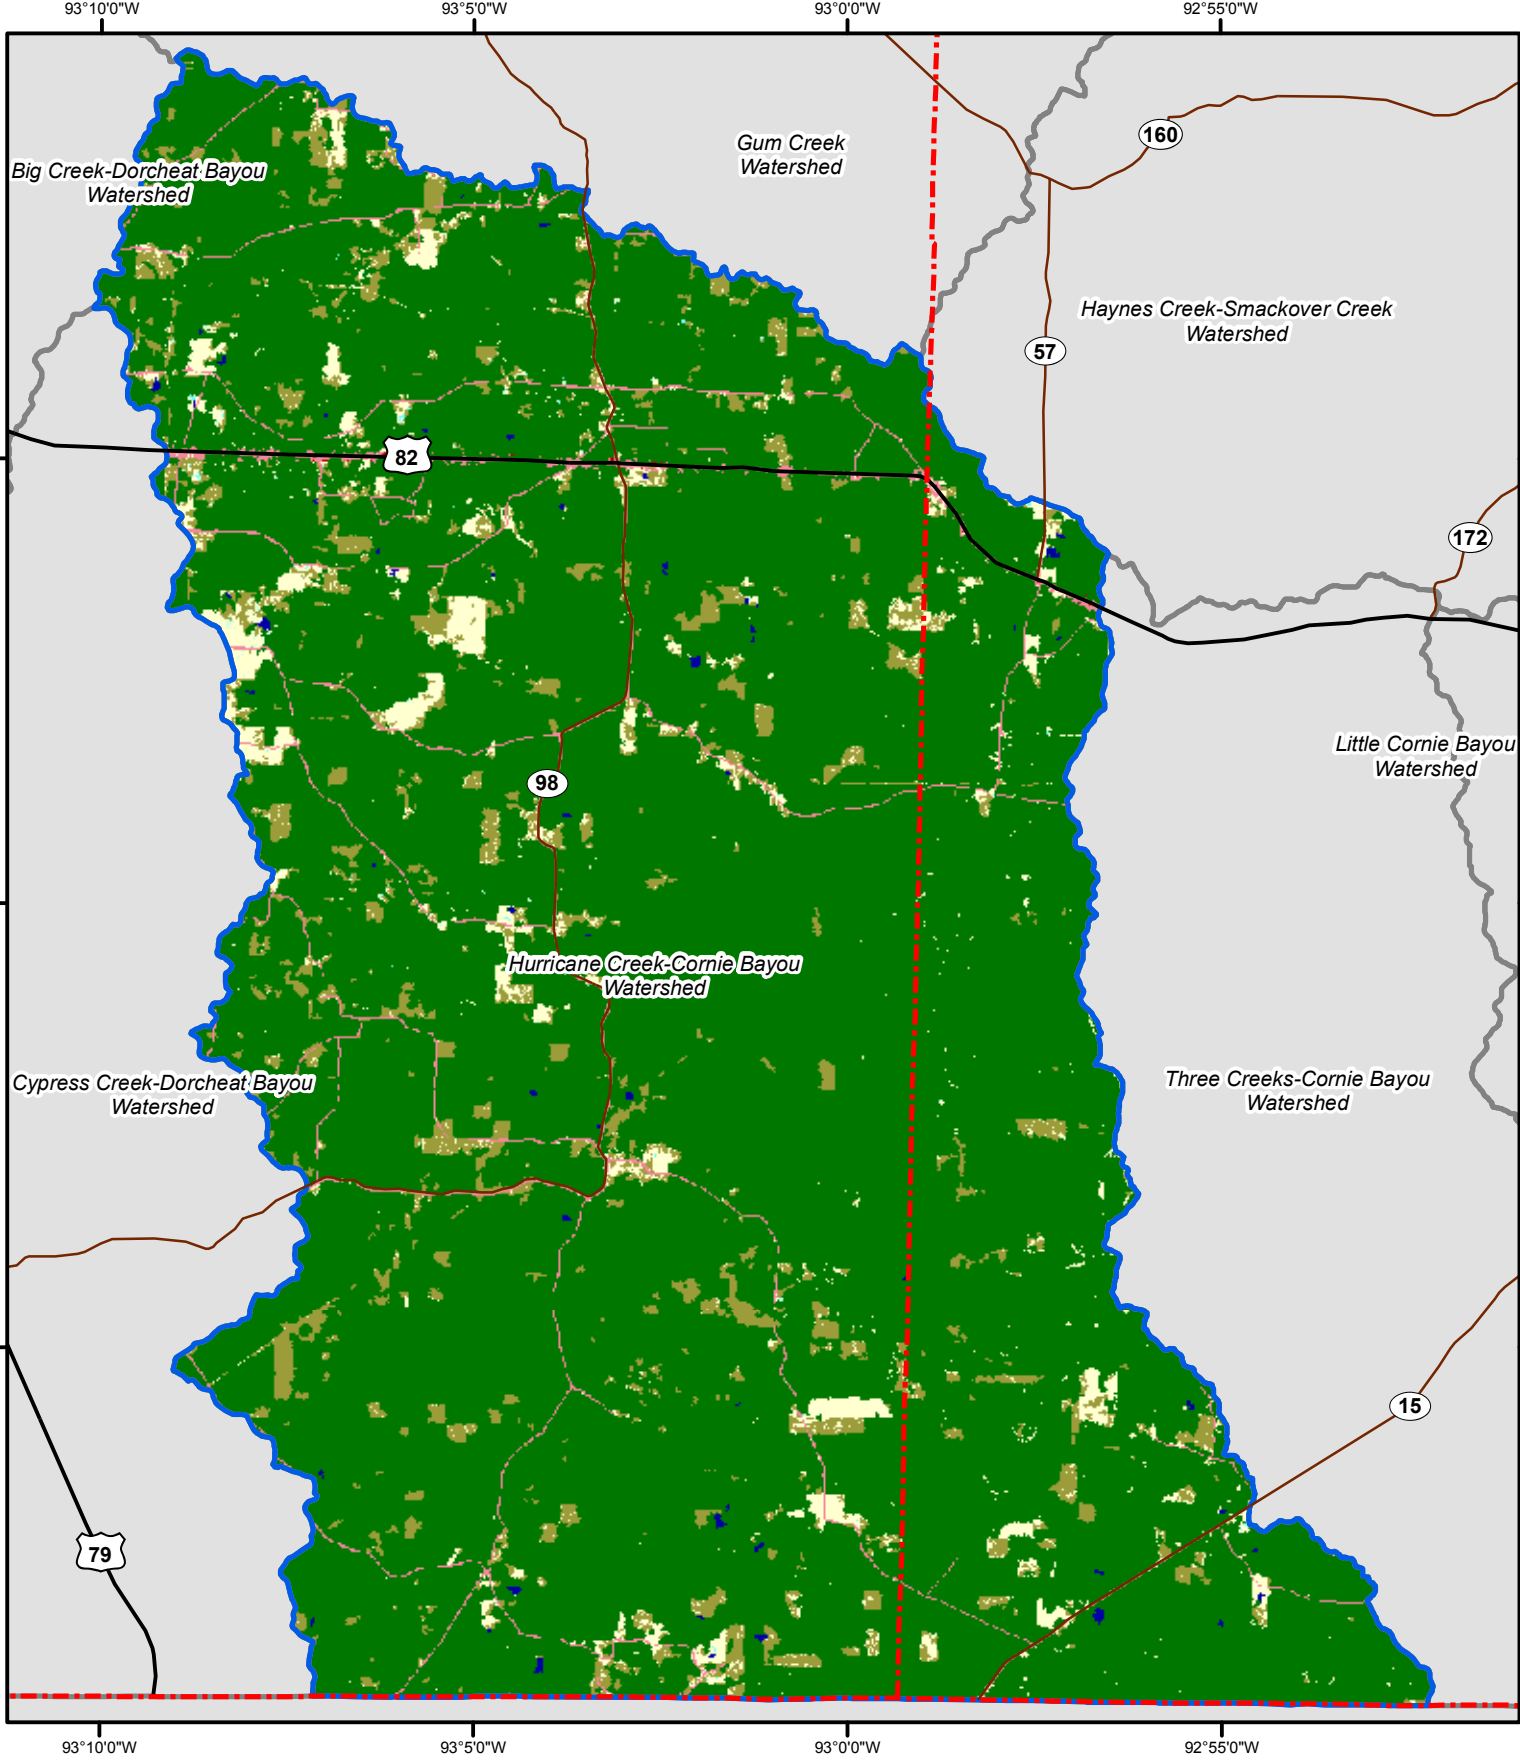 93°10'0"W
93°5'0"W
93°0'0"W
92°55'0"W
160
Gum Creek
Watershed
Big Creek-Dorcheat Bayou
Watershed
Haynes Creek-Smackover Creek
Watershed
57
82
172
Little Cornie Bayou
Watershed
98
Hurricane Creek-Cornie Bayou
Watershed
Cypress Creek-Dorcheat Bayou
Watershed
Three Creeks-Cornie Bayou
Watershed
15
79
93°10'0"W
93°5'0"W
93°0'0"W
92°55'0"W